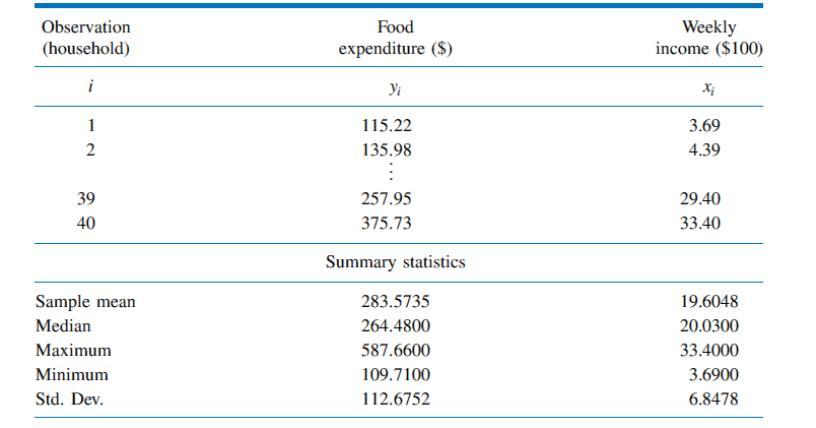 Observation Food Weekly
(household) expenditure ($) income ($100)
i yᵢ xᵢ
1 115.22 3.69
2 135.98 4.39
⋮
39 257.95 29.40
40 375.73 33.40
Summary statistics
Sample mean 283.5735 19.6048
Median 264.4800 20.0300
Maximum 587.6600 33.4000
Minimum 109.7100 3.6900
Std. Dev. 112.6752 6.8478